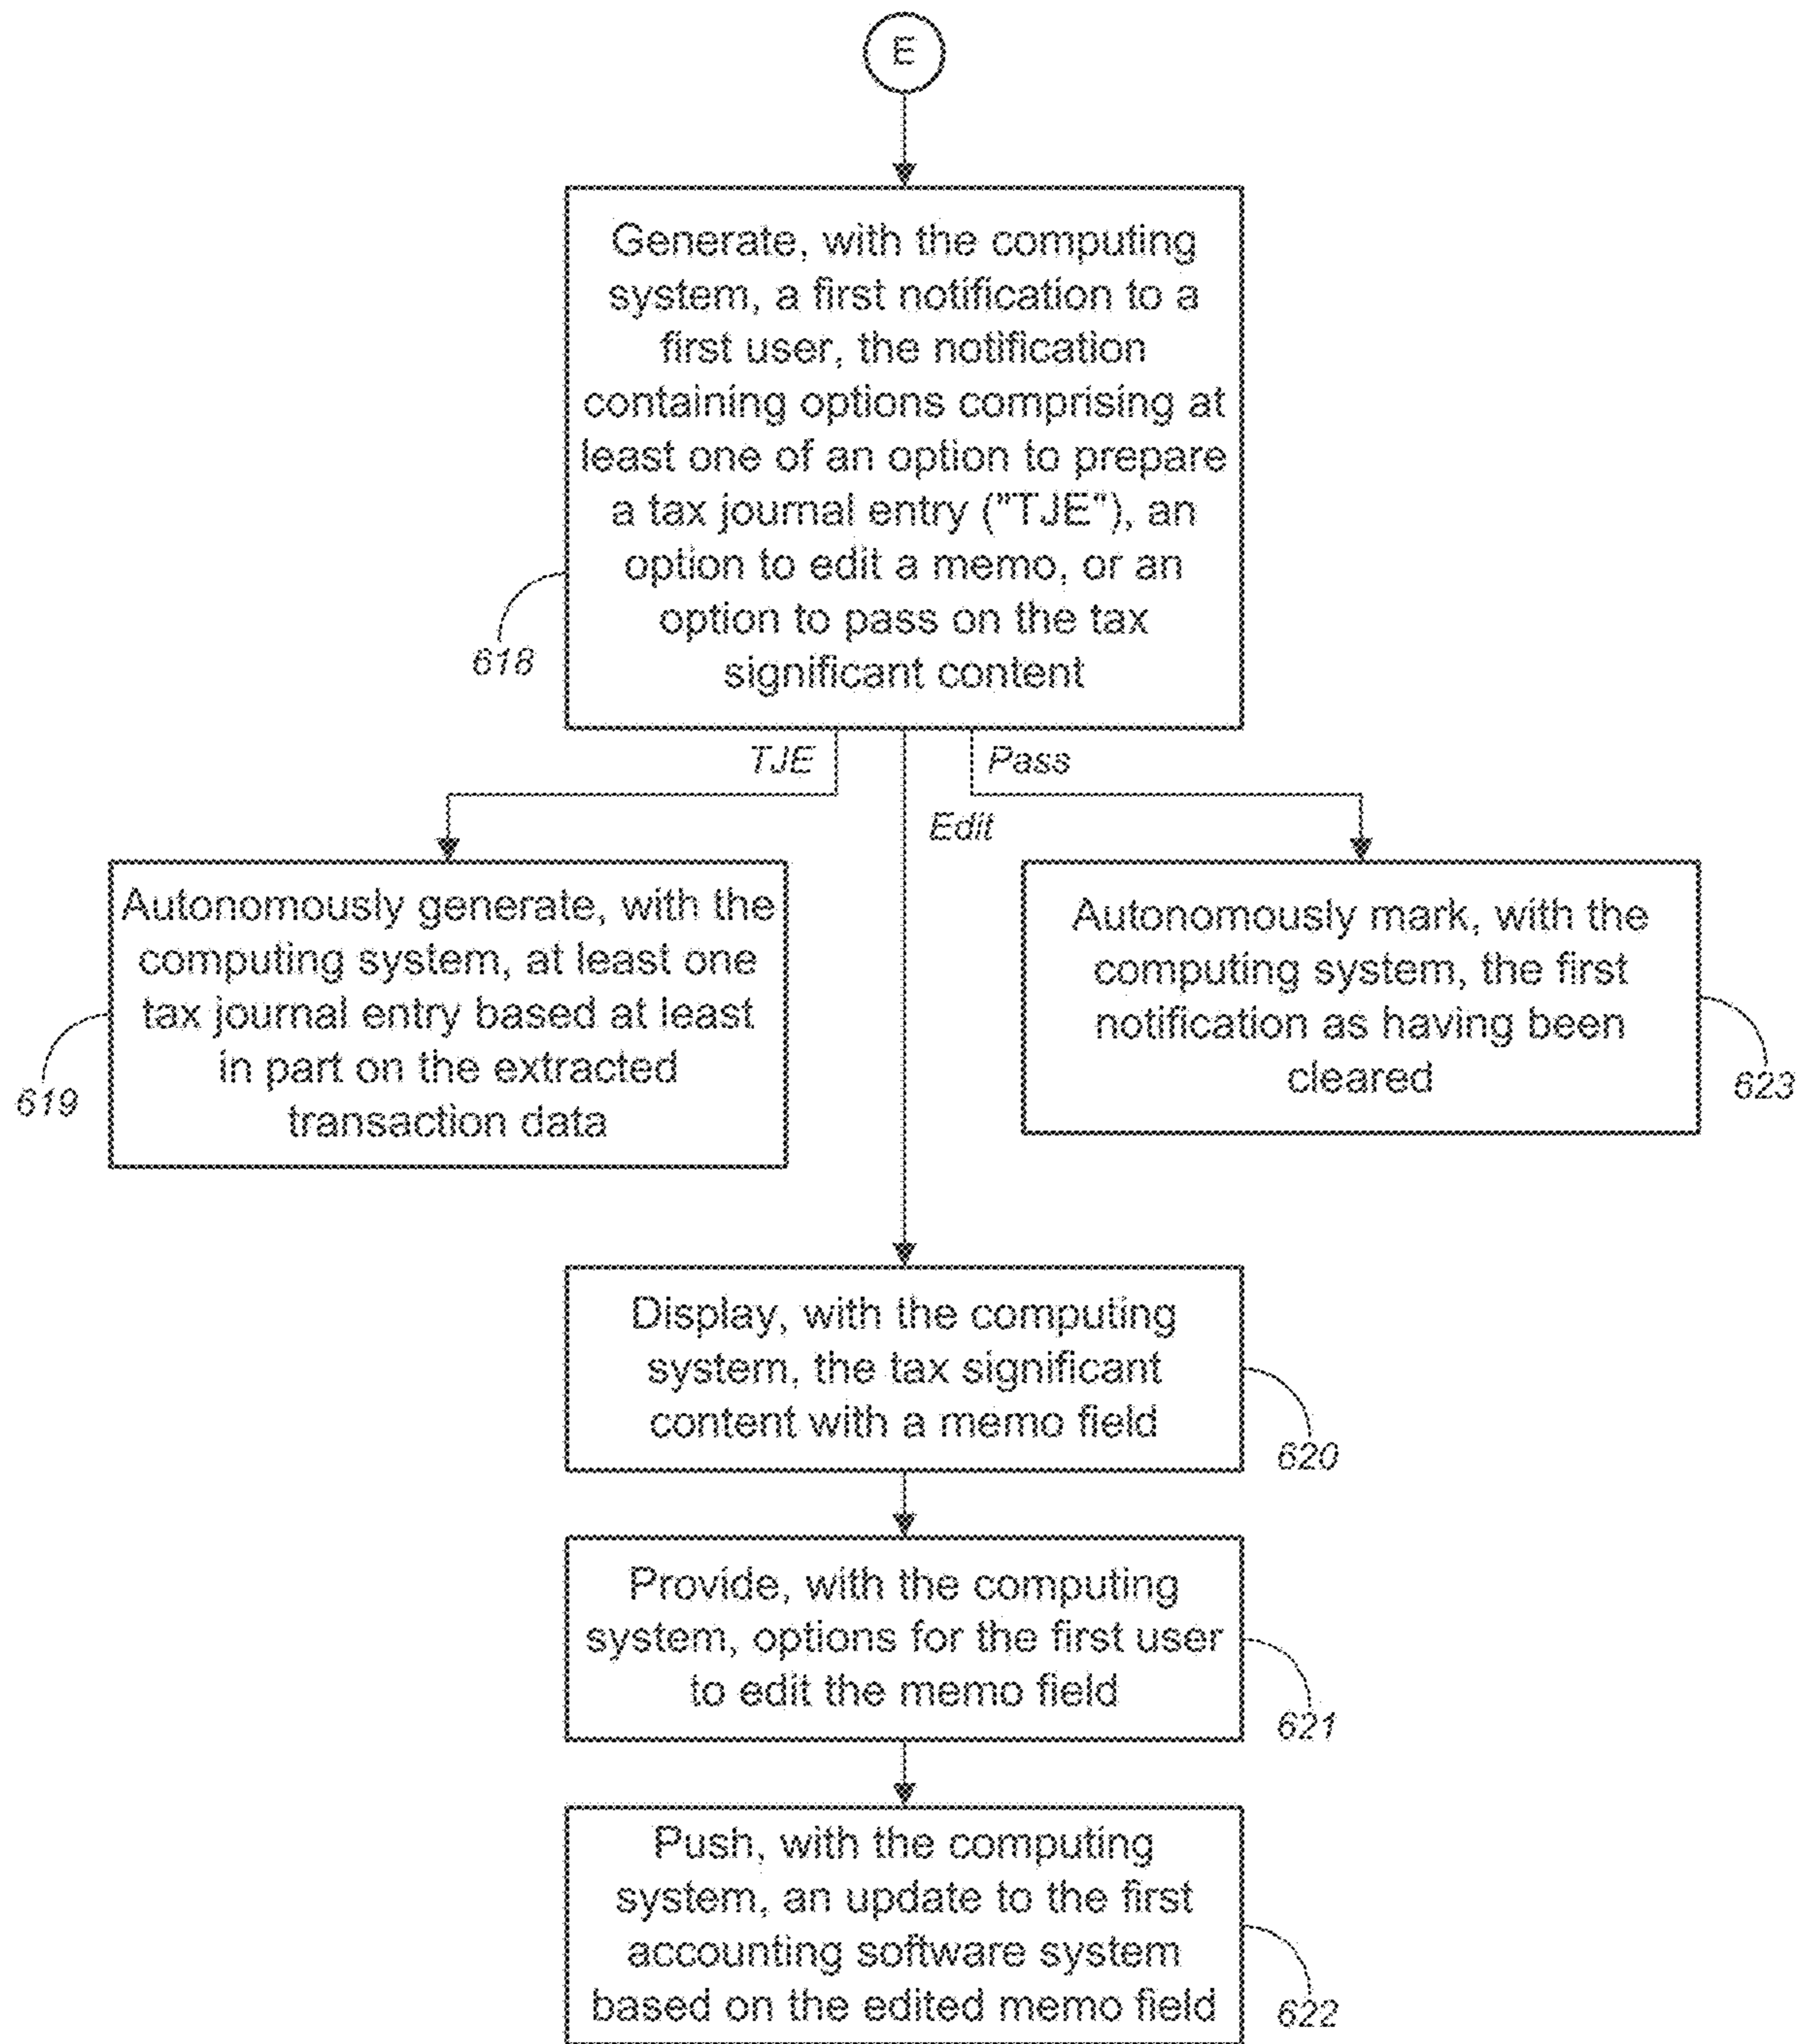 E
Generate, with the computing
system, a first notification to a
first user, the notification
containing options comprising at
least one of an option to prepare
a tax journal entry ("TJE"), an
option to edit a memo, or an
option to pass on the tax
significant content
618
TJE
Pass
Edit
Autonomously generate, with the
computing system, at least one
tax journal entry based at least
in part on the extracted
transaction data
619
Autonomously mark, with the
computing system, the first
notification as having been
cleared
623
Display, with the computing
system, the tax significant
content with a memo field
620
Provide, with the computing
system, options for the first user
to edit the memo field
621
Push, with the computing
system, an update to the first
accounting software system
based on the edited memo field
622